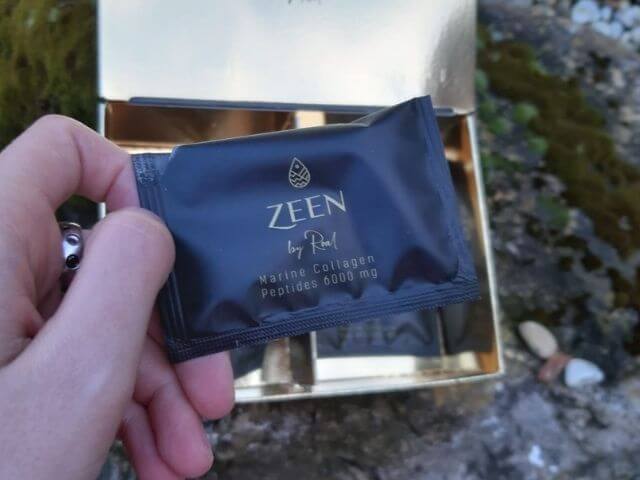 ZEEN
by Roal
Marine Collagen
Peptides 6000 mg